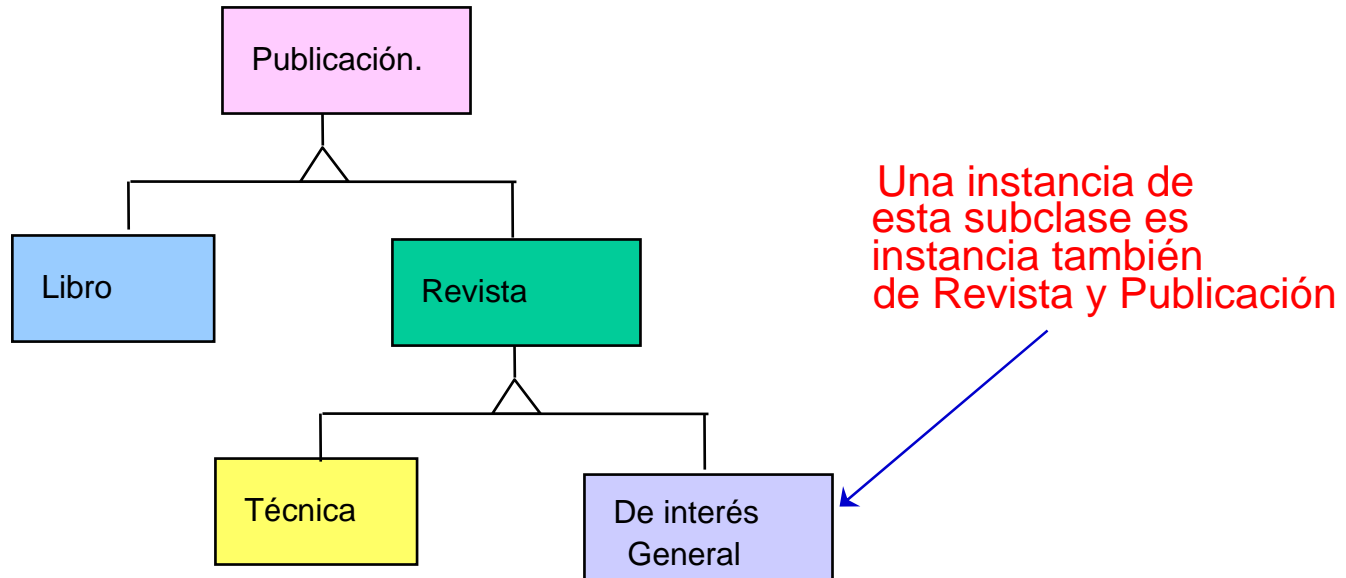 Publicación.
Una instancia de
esta subclase es
instancia también
de Revista y Publicación
Libro
Revista
Técnica
De interés
General